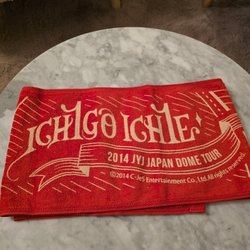 ICHIGO ICHIE
2014 JYJ JAPAN DOME TOUR
©2014 C-JeS Entertainment Co., Ltd. All rights reserved.